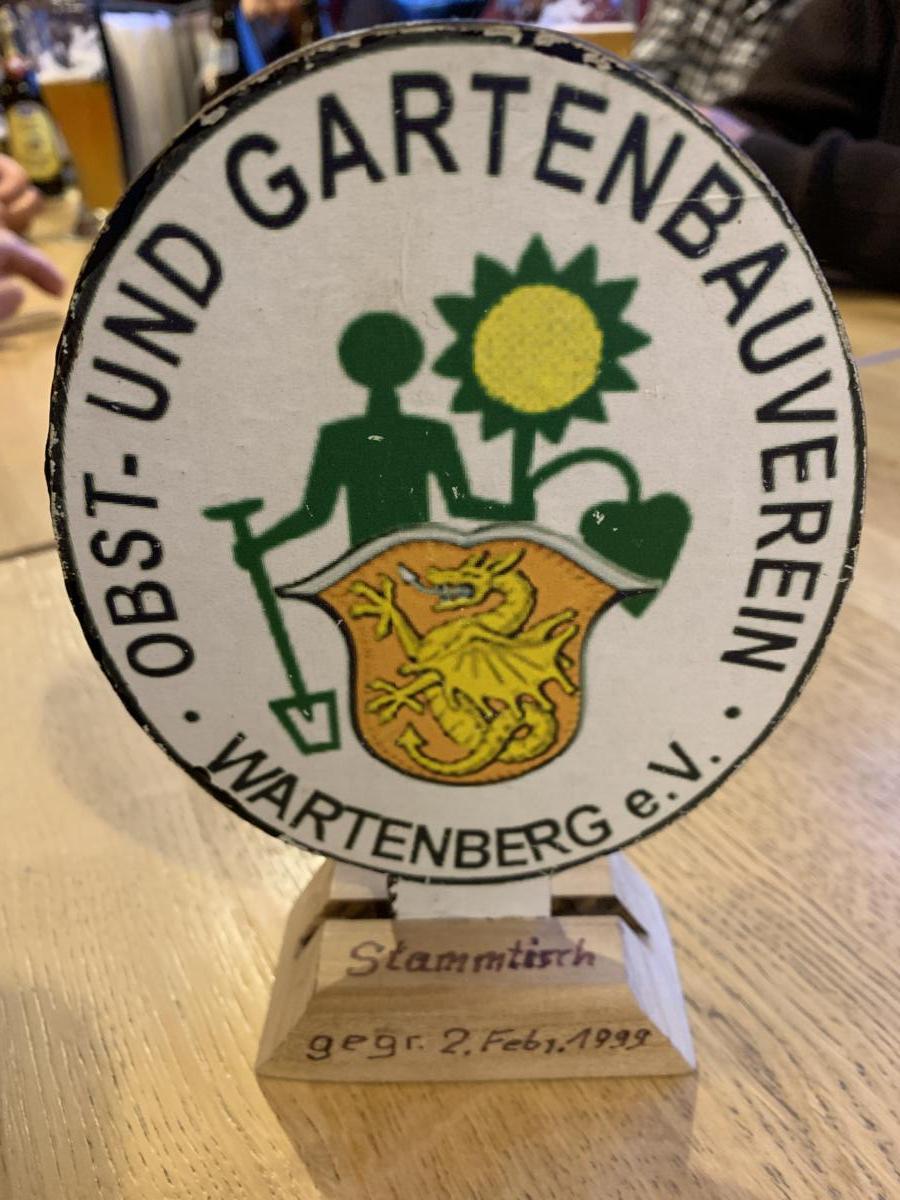 OBST- UND GARTENBAUVEREIN
• WARTENBERG e.V. •
Stammtisch
gegr. 2. Febr. 1999